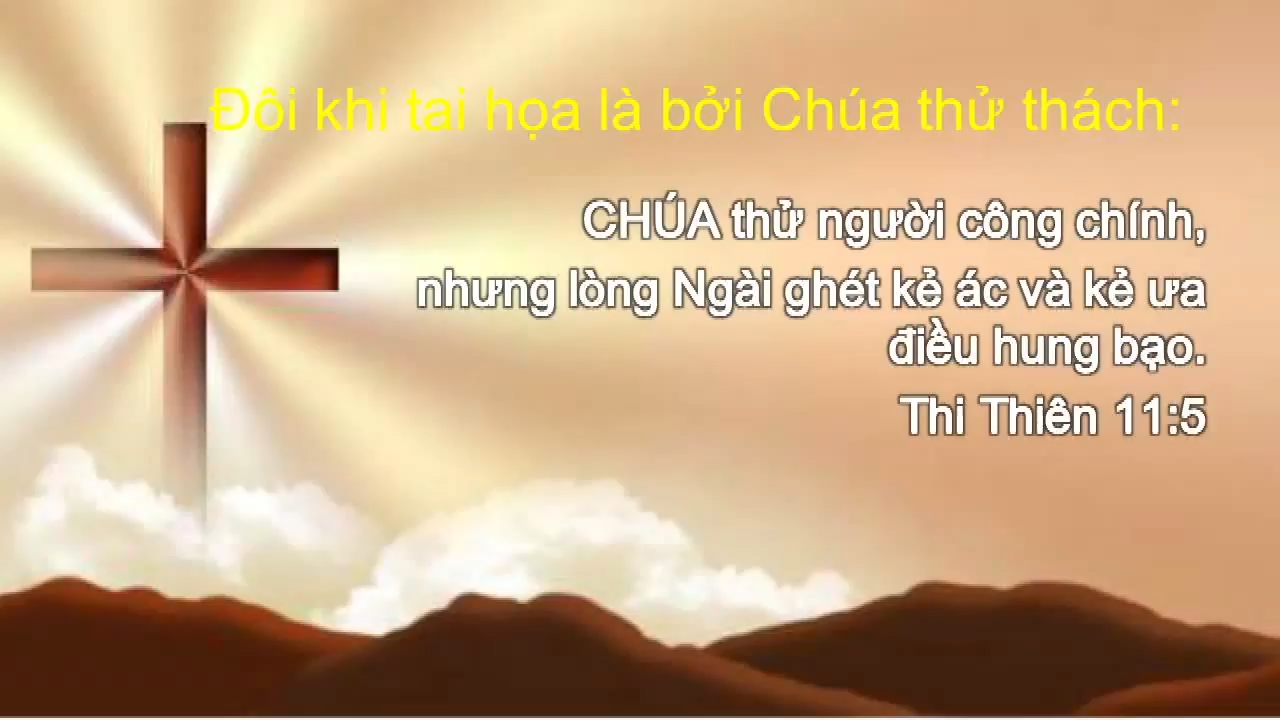 Đôi khi tai họa là bởi Chúa thử thách:
CHÚA thử người công chính,
nhưng lòng Ngài ghét kẻ ác và kẻ ưa
điều hung bạo.
Thi Thiên 11:5